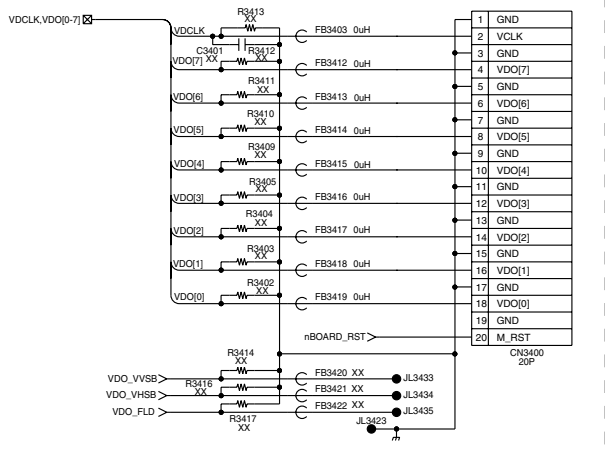 R3413
XX
VDCLK,VDO[0-7]
VDCLK
FB3403 0uH
C3401
XX
R3412
XX
VDO[7]
FB3412 0uH
R3411
XX
VDO[6]
FB3413 0uH
R3410
XX
VDO[5]
FB3414 0uH
R3409
XX
VDO[4]
FB3415 0uH
R3405
XX
VDO[3]
FB3416 0uH
R3404
XX
VDO[2]
FB3417 0uH
R3403
XX
VDO[1]
FB3418 0uH
R3402
XX
VDO[0]
FB3419 0uH
1 GND
2 VCLK
3 GND
4 VDO[7]
5 GND
6 VDO[6]
7 GND
8 VDO[5]
9 GND
10 VDO[4]
11 GND
12 VDO[3]
13 GND
14 VDO[2]
15 GND
16 VDO[1]
17 GND
18 VDO[0]
19 GND
20 M_RST
nBOARD_RST
CN3400
20P
R3414
XX
VDO_VVSB
FB3420 XX
JL3433
R3416
XX
VDO_VHSB
FB3421 XX
JL3434
VDO_FLD
FB3422 XX
JL3435
R3417
XX
JL3423